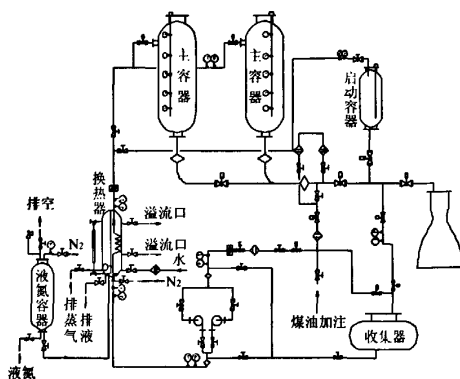 主容器
主容器
启动容器
换热器
排空
N₂
溢流口
溢流口
水
N₂
液氮容器
排蒸气
排液
液氮
煤油加注
收集器